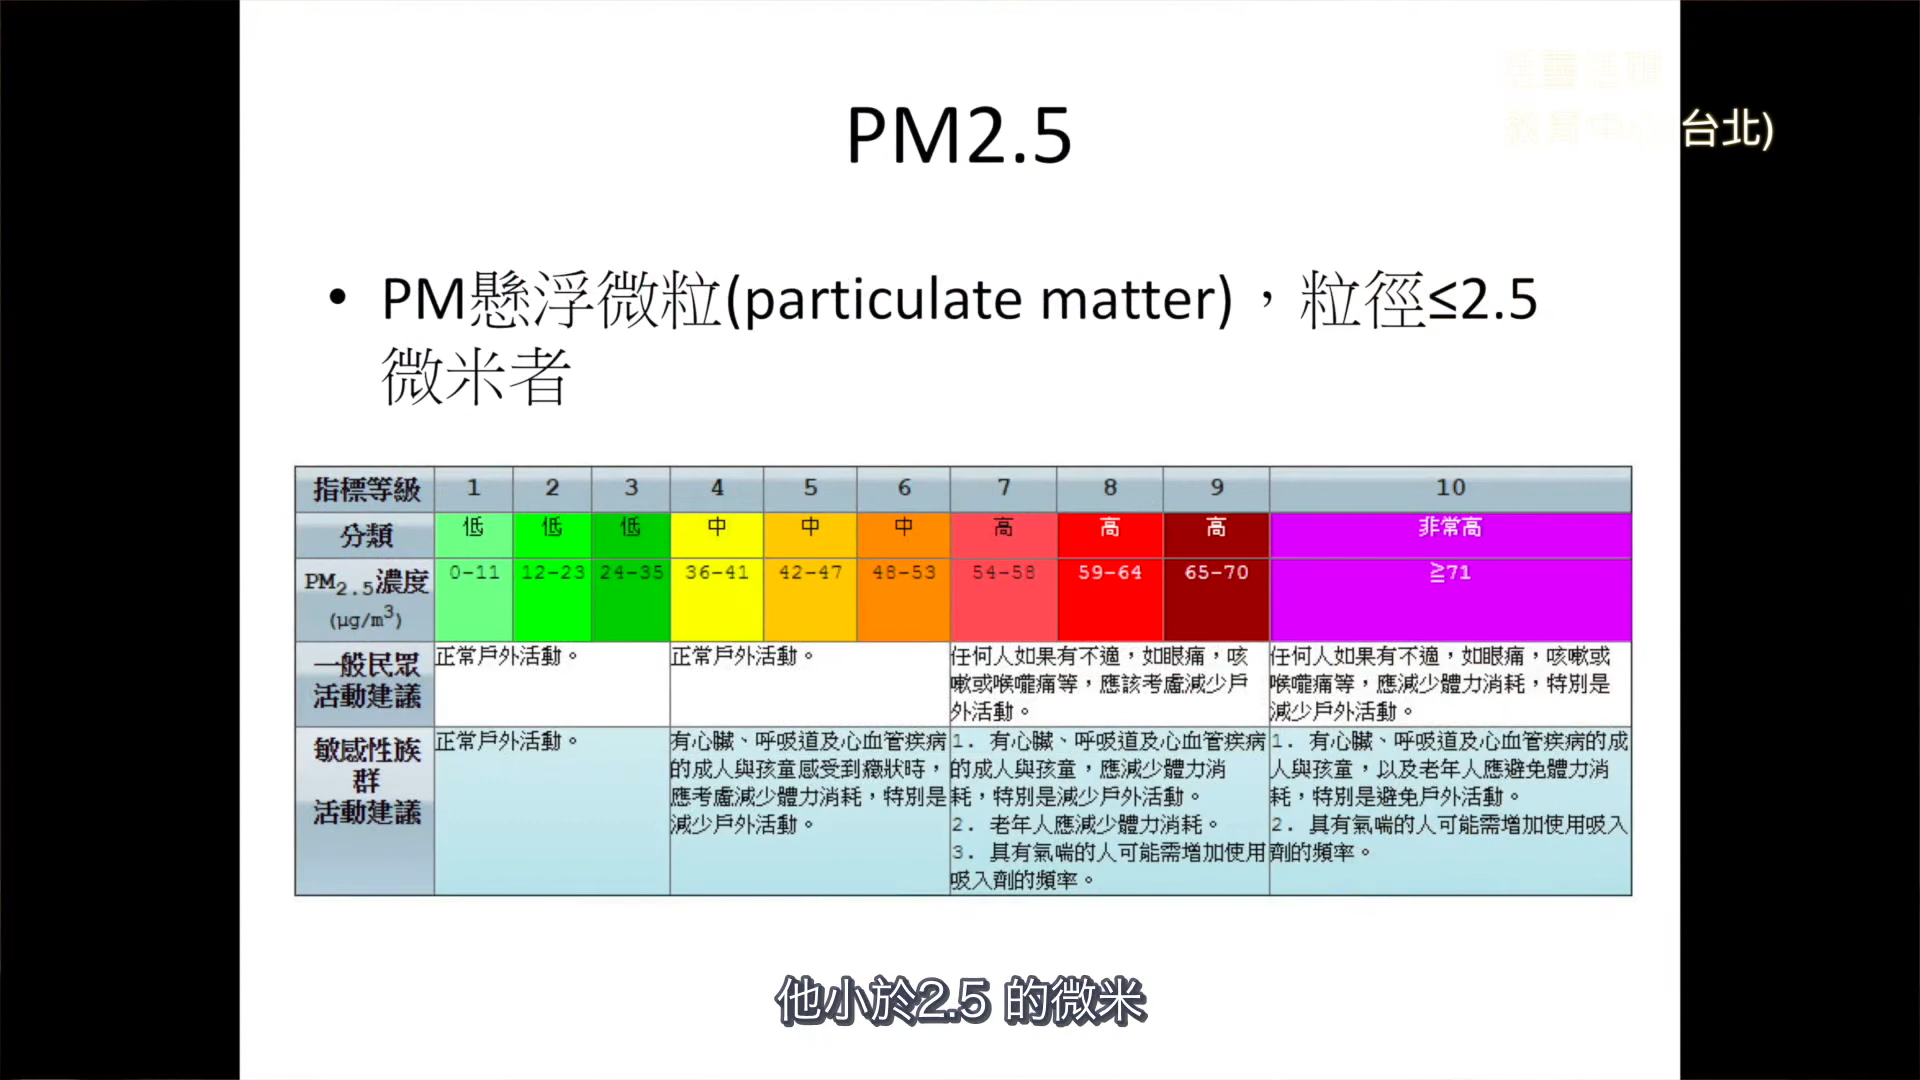 台北)
PM2.5
• PM懸浮微粒(particulate matter)，粒徑≤2.5
微米者
指標等級 1 2 3 4 5 6 7 8 9 10
分類 低 低 低 中 中 中 高 高 高 非常高
PM2.5濃度 0-11 12-23 24-35 36-41 42-47 48-53 54-58 59-64 65-70 ≧71
(μg/m3)
一般民眾
活動建議
正常戶外活動。
正常戶外活動。
任何人如果有不適，如眼痛，咳
嗽或喉嚨痛等，應該考慮減少戶
外活動。
任何人如果有不適，如眼痛，咳嗽或
喉嚨痛等，應減少體力消耗，特別是
減少戶外活動。
敏感性族
群
活動建議
正常戶外活動。
有心臟、呼吸道及心血管疾病
的成人與孩童感受到癥狀時，
應考慮減少體力消耗，特別是
減少戶外活動。
1. 有心臟、呼吸道及心血管疾病
的成人與孩童，應減少體力消
耗，特別是減少戶外活動。
2. 老年人應減少體力消耗。
3. 具有氣喘的人可能需增加使用
吸入劑的頻率。
1. 有心臟、呼吸道及心血管疾病的成
人與孩童，以及老年人應避免體力消
耗，特別是避免戶外活動。
2. 具有氣喘的人可能需增加使用吸入
劑的頻率。
他小於2.5 的微米